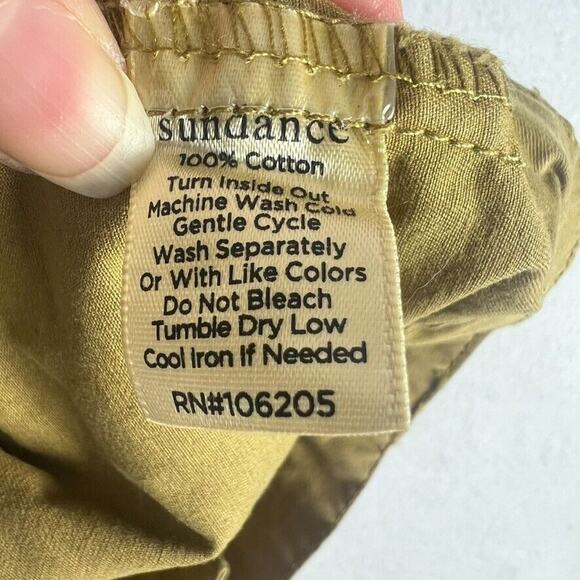 sundance
100% Cotton
Turn Inside Out
Machine Wash Cold
Gentle Cycle
Wash Separately
Or With Like Colors
Do Not Bleach
Tumble Dry Low
Cool Iron If Needed
RN#106205